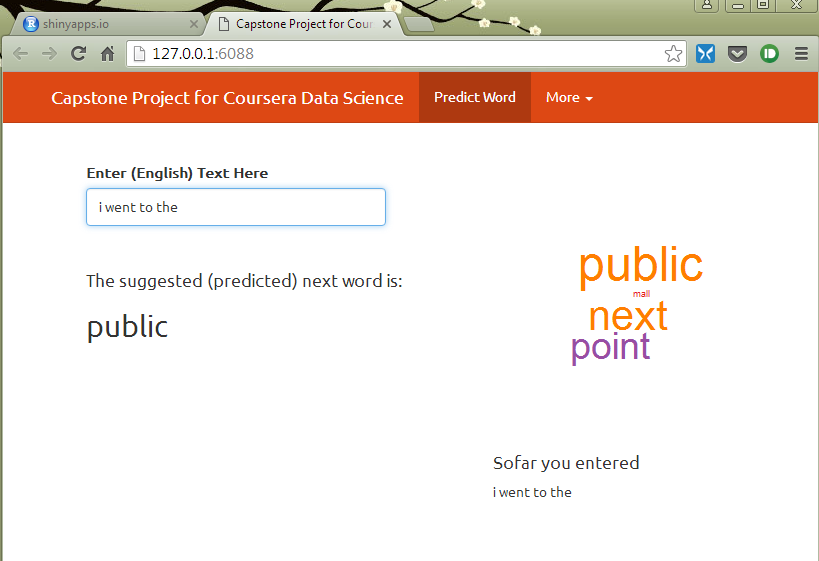 shinyapps.io
Capstone Project for Cour
127.0.0.1:6088
Capstone Project for Coursera Data Science
Predict Word
More
Enter (English) Text Here
i went to the
The suggested (predicted) next word is:
public
public
mall
next
point
Sofar you entered
i went to the